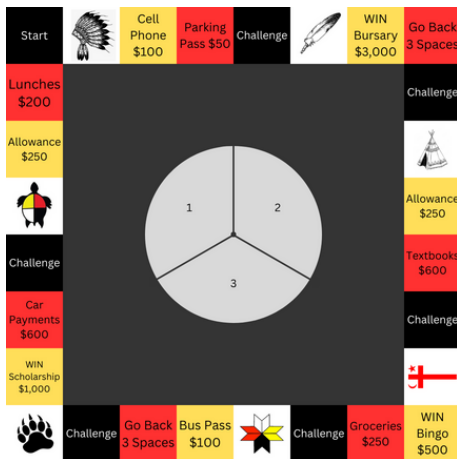 Start
Cell
Phone
$100
Parking
Pass $50
Challenge
WIN
Bursary
$3,000
Go Back
3 Spaces
Lunches
$200
Challenge
Allowance
$250
Allowance
$250
Challenge
Textbooks
$600
Car
Payments
$600
Challenge
WIN
Scholarship
$1,000
1
2
3
Challenge
Go Back
3 Spaces
Bus Pass
$100
Challenge
Groceries
$250
WIN
Bingo
$500